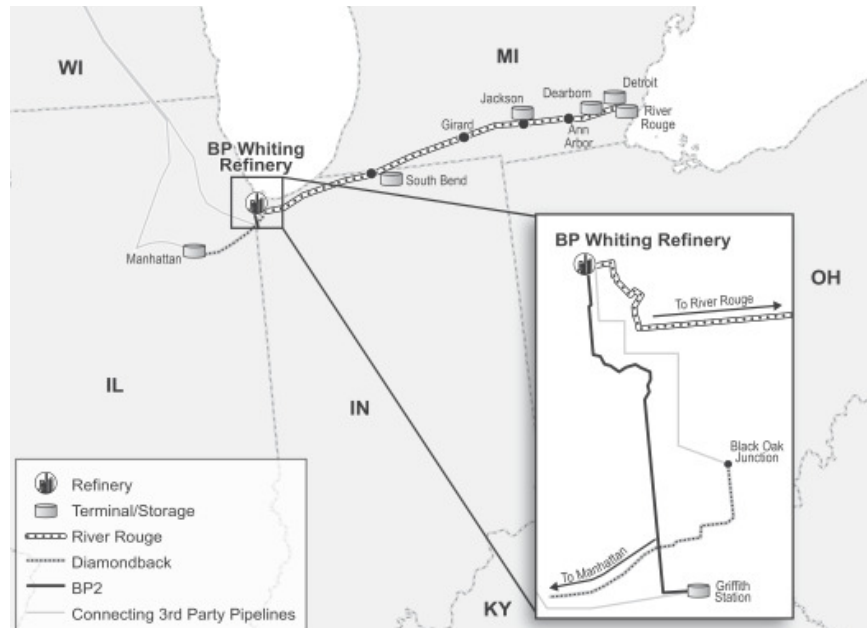 WI
MI
Detroit
Dearborn
Jackson
River
Rouge
Girard
Ann
Arbor
BP Whiting
Refinery
South Bend
Manhattan
BP Whiting Refinery
OH
To River Rouge
IL
IN
Black Oak
Junction
To Manhattan
Griffith
Station
KY
Refinery
Terminal/Storage
River Rouge
Diamondback
BP2
Connecting 3rd Party Pipelines